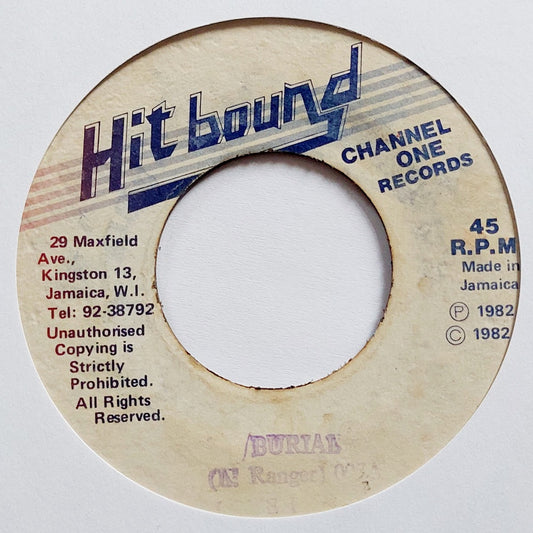 Hit bound
CHANNEL
ONE
RECORDS
29 Maxfield
Ave.,
Kingston 13,
Jamaica, W.I.
Tel: 92-38792
Unauthorised
Copying is
Strictly
Prohibited.
All Rights
Reserved.
45
R.P.M
Made in
Jamaica
Ⓟ 1982
© 1982
BURIAL
Ranger